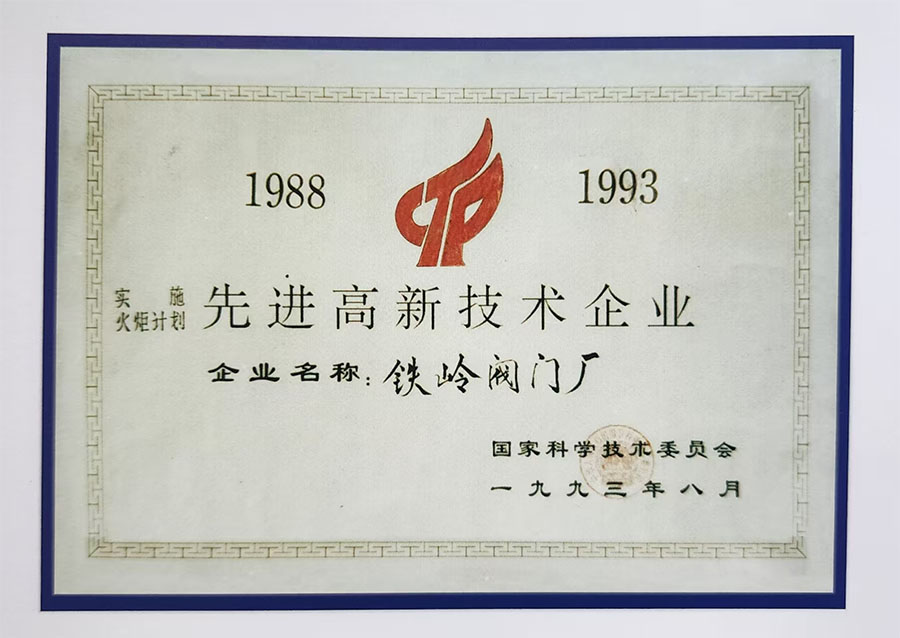 1988 1993
CTP
实施
火炬计划 先进高新技术企业
企业名称:铁岭阀门厂
国家科学技术委员会
一九九三年八月